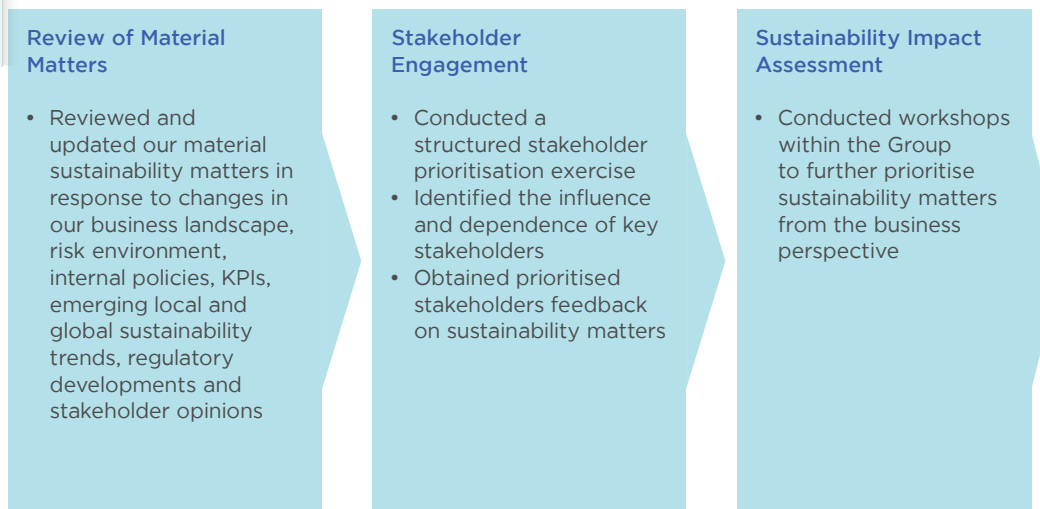 Review of Material
Matters
• Reviewed and
updated our material
sustainability matters in
response to changes in
our business landscape,
risk environment,
internal policies, KPIs,
emerging local and
global sustainability
trends, regulatory
developments and
stakeholder opinions
Stakeholder
Engagement
• Conducted a
structured stakeholder
prioritisation exercise
• Identified the influence
and dependence of key
stakeholders
• Obtained prioritised
stakeholders feedback
on sustainability matters
Sustainability Impact
Assessment
• Conducted workshops
within the Group
to further prioritise
sustainability matters
from the business
perspective